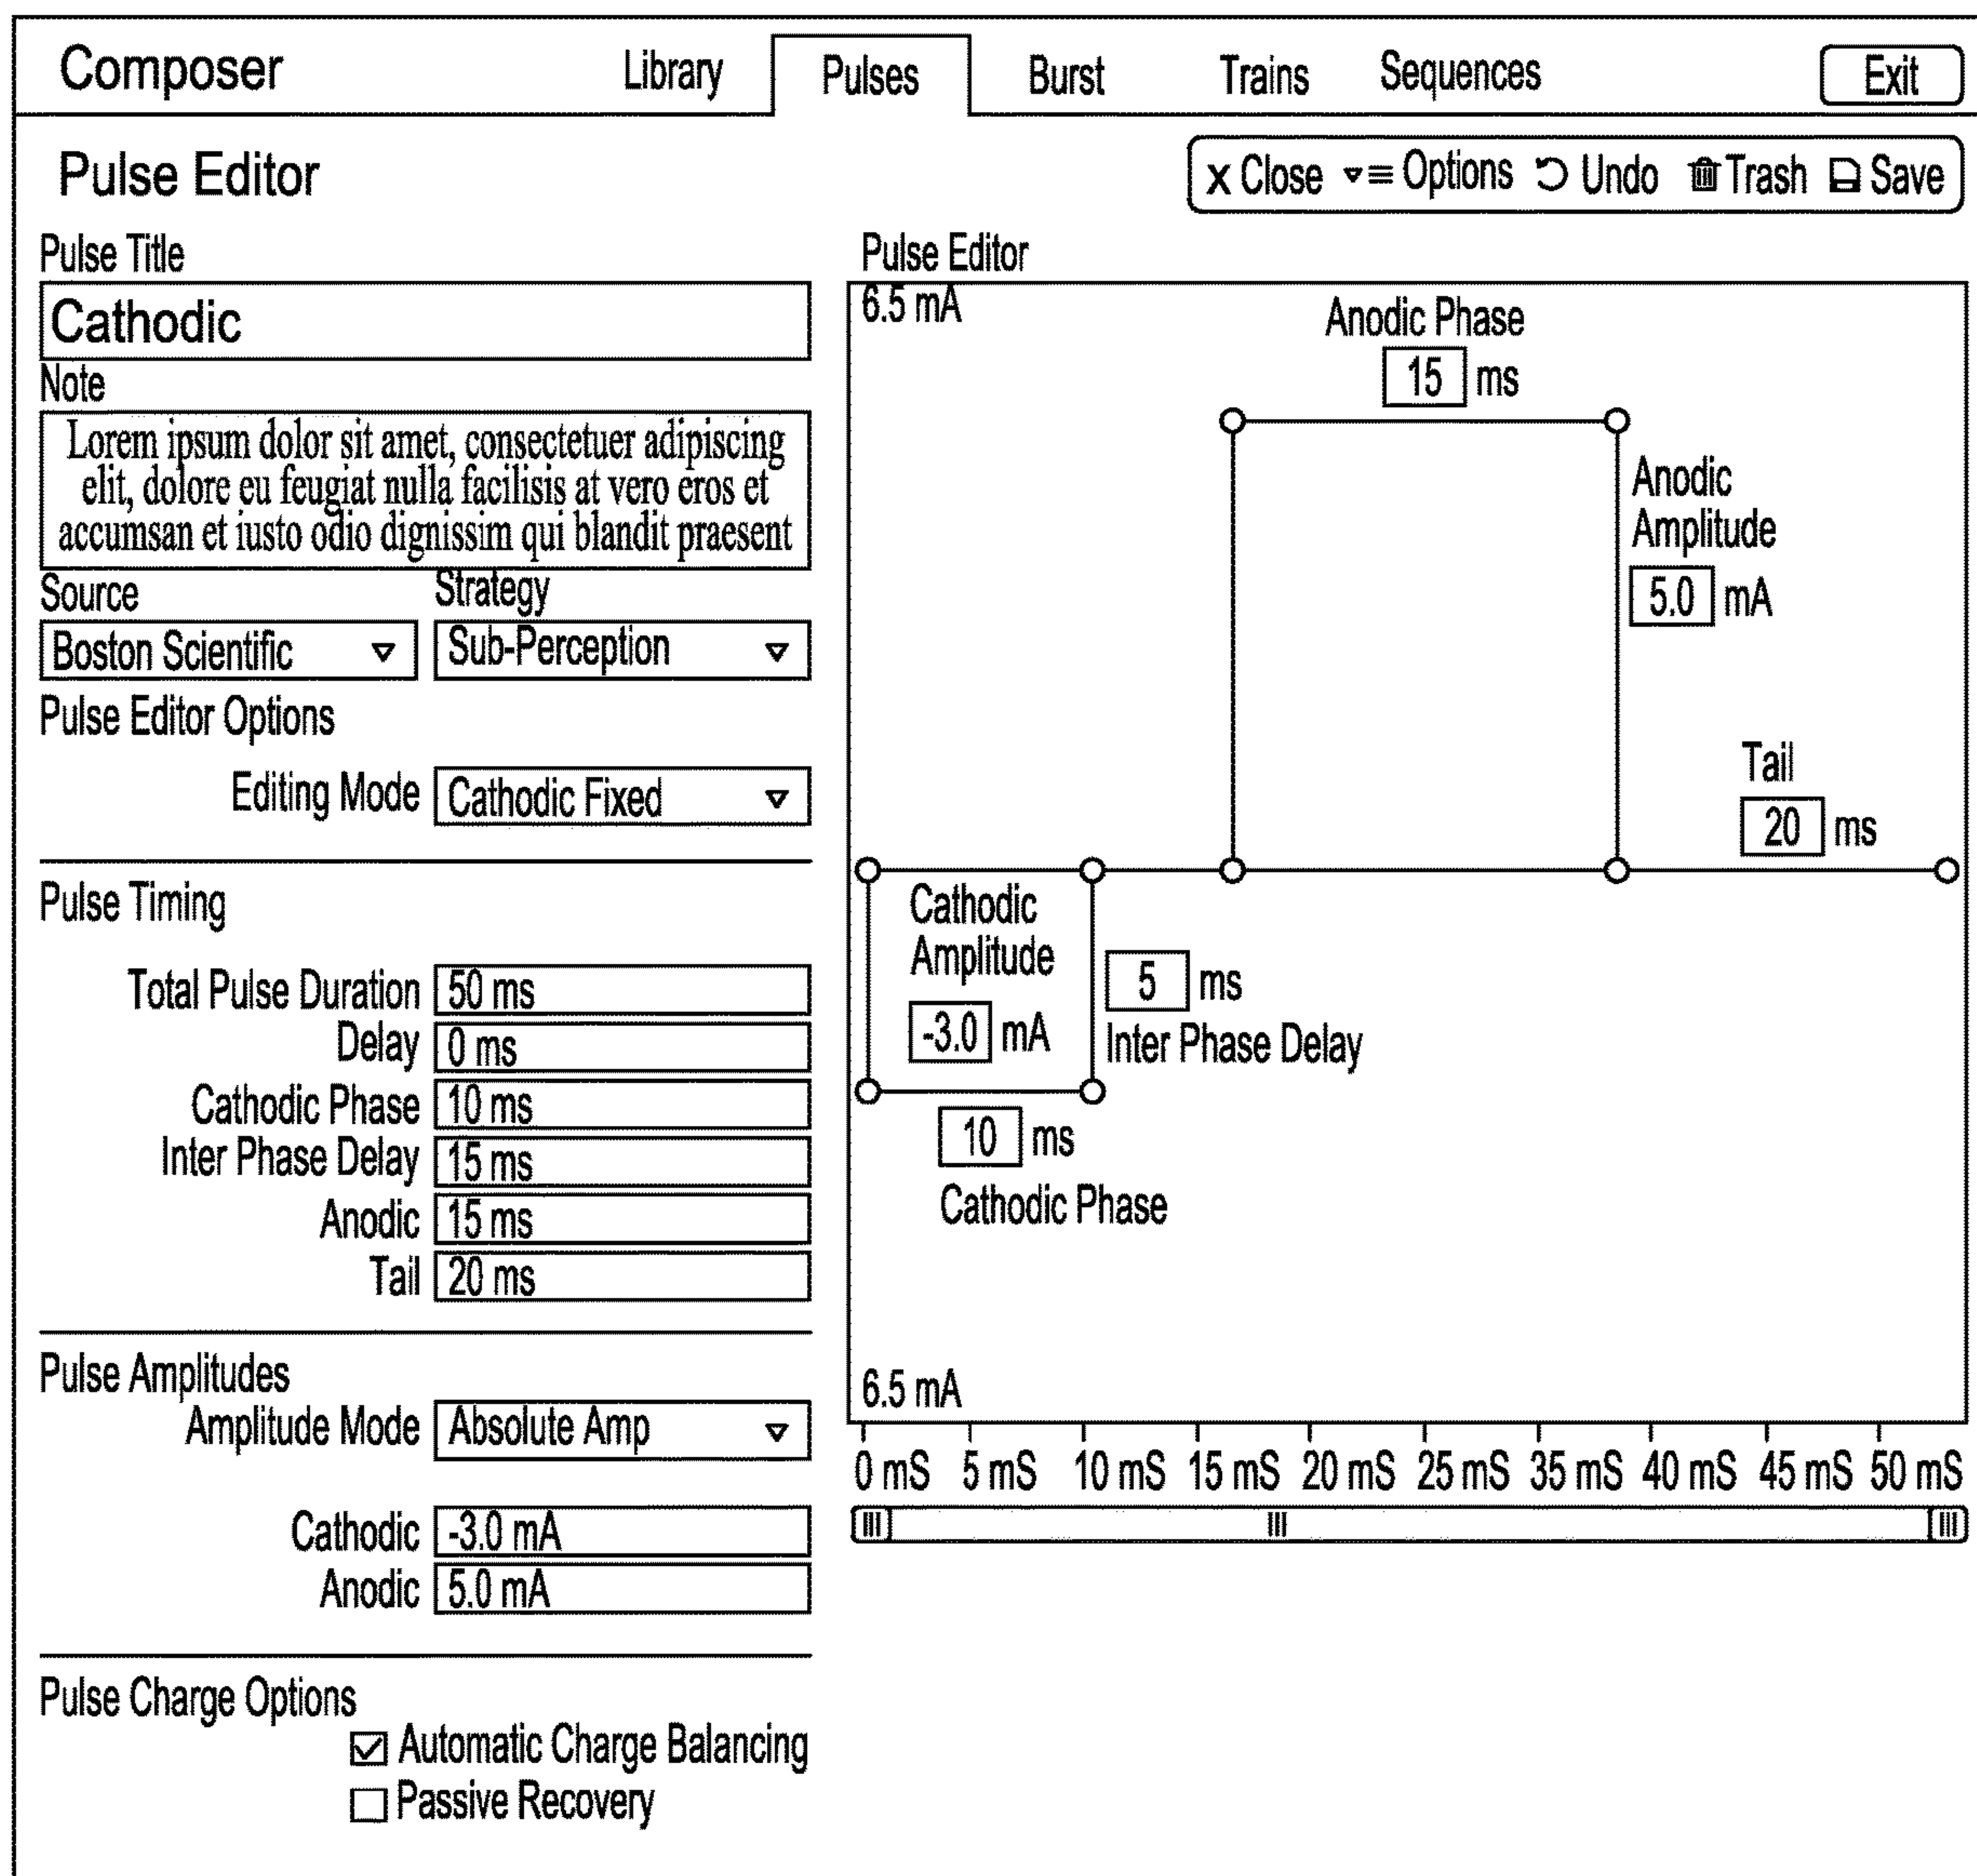 Composer
Library
Pulses
Burst
Trains
Sequences
Exit
Pulse Editor
x Close
Options
Undo
Trash
Save
Pulse Title
Cathodic
Note
Lorem ipsum dolor sit amet, consectetuer adipiscing
elit, dolore eu feugiat nulla facilisis at vero eros et
accumsan et iusto odio dignissim qui blandit praesent
Source
Strategy
Boston Scientific
Sub-Perception
Pulse Editor Options
Editing Mode Cathodic Fixed
Pulse Timing
Total Pulse Duration 50 ms
Delay 0 ms
Cathodic Phase 10 ms
Inter Phase Delay 15 ms
Anodic 15 ms
Tail 20 ms
Pulse Amplitudes
Amplitude Mode Absolute Amp
Cathodic -3.0 mA
Anodic 5.0 mA
Pulse Charge Options
Automatic Charge Balancing
Passive Recovery
Pulse Editor
6.5 mA
Anodic Phase
15 ms
Anodic
Amplitude
5.0 mA
Tail
20 ms
Cathodic
Amplitude
-3.0 mA
5 ms
Inter Phase Delay
10 ms
Cathodic Phase
6.5 mA
0 mS 5 mS 10 mS 15 mS 20 mS 25 mS 35 mS 40 mS 45 mS 50 mS